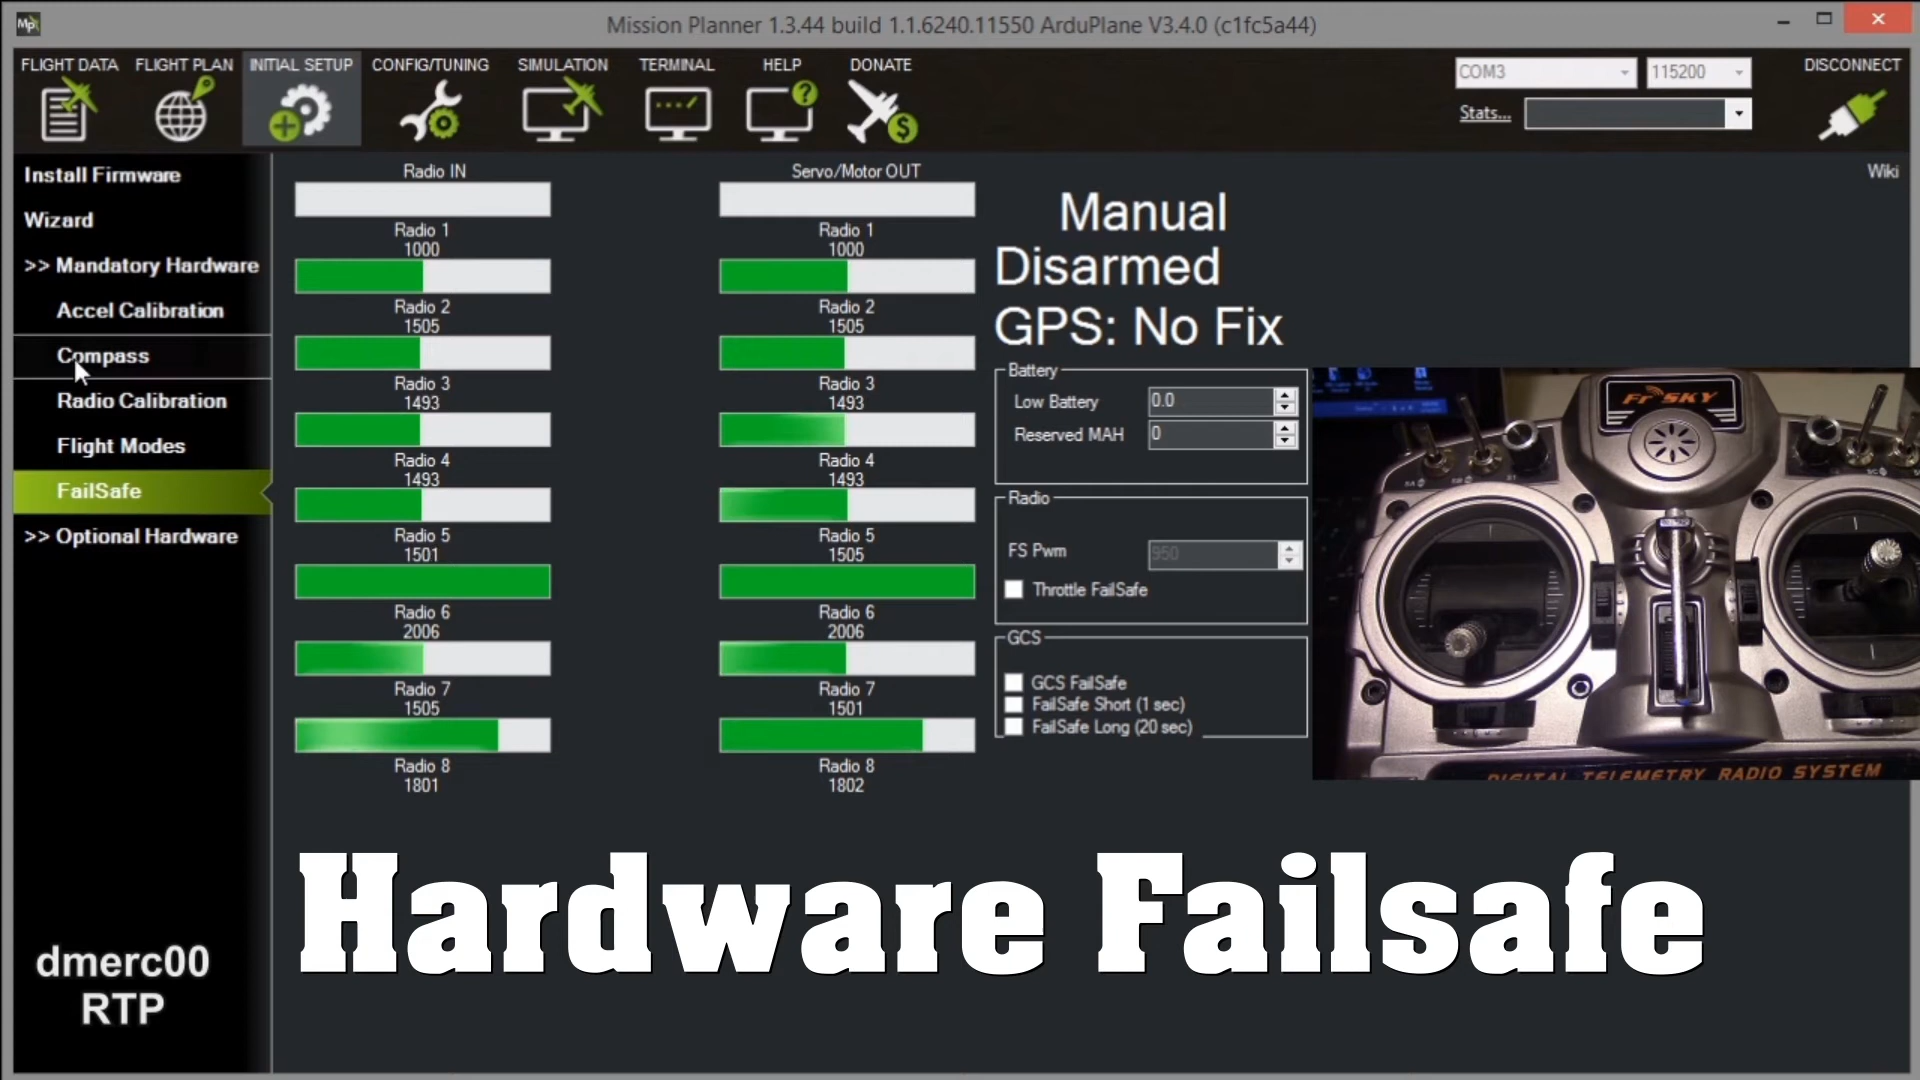 Mission Planner 1.3.44 build 1.1.6240.11550 ArduPlane V3.4.0 (c1fc5a44)
FLIGHT DATA FLIGHT PLAN INITIAL SETUP CONFIG/TUNING SIMULATION TERMINAL HELP DONATE
COM3 115200 DISCONNECT
Stats...
Install Firmware
Wizard
>> Mandatory Hardware
Accel Calibration
Compass
Radio Calibration
Flight Modes
FailSafe
>> Optional Hardware
dmerc00
RTP
Radio IN
Radio 1
1000
Radio 2
1505
Radio 3
1493
Radio 4
1493
Radio 5
1501
Radio 6
2006
Radio 7
1505
Radio 8
1801
Servo/Motor OUT
Radio 1
1000
Radio 2
1505
Radio 3
1493
Radio 4
1493
Radio 5
1505
Radio 6
2006
Radio 7
1501
Radio 8
1802
Wiki
Manual
Disarmed
GPS: No Fix
Battery
Low Battery 0.0
Reserved MAH 0
Radio
FS Pwm 950
Throttle FailSafe
GCS
GCS FailSafe
FailSafe Short (1 sec)
FailSafe Long (20 sec)
FrSKY
DIGITAL TELEMETRY RADIO SYSTEM
Hardware Failsafe